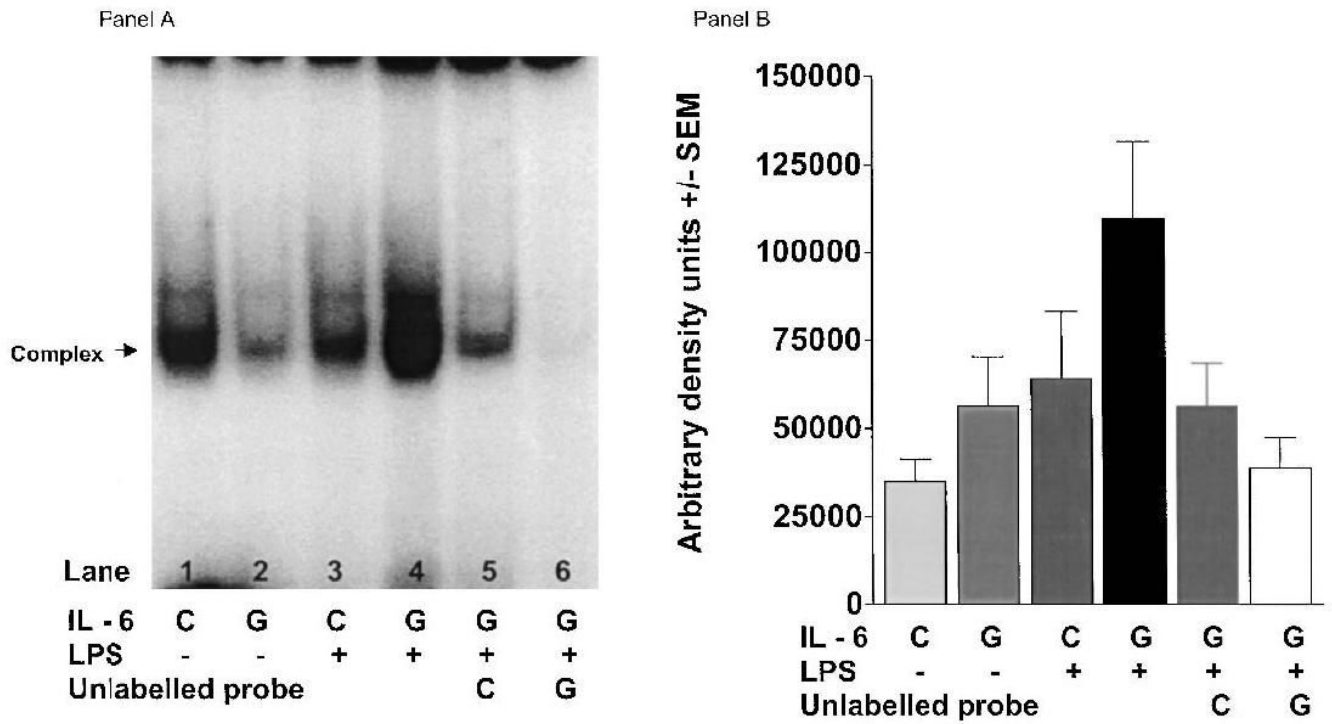 Panel A
Complex
Lane 1 2 3 4 5 6
IL - 6 C G C G G G
LPS - - + + + +
Unlabelled probe C G
Panel B
Arbitrary density units +/- SEM
150000
125000
100000
75000
50000
25000
0
IL - 6 C G C G G G
LPS - - + + + +
Unlabelled probe C G